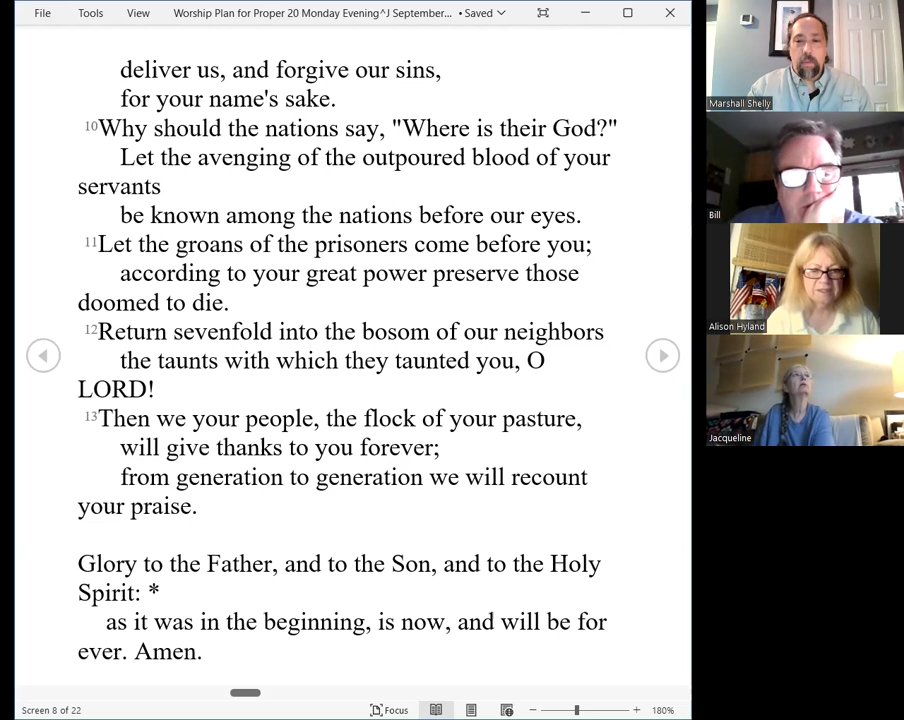 File Tools View Worship Plan for Proper 20 Monday Evening^J September... • Saved
deliver us, and forgive our sins,
for your name's sake.
10Why should the nations say, "Where is their God?"
Let the avenging of the outpoured blood of your
servants
be known among the nations before our eyes.
11Let the groans of the prisoners come before you;
according to your great power preserve those
doomed to die.
12Return sevenfold into the bosom of our neighbors
the taunts with which they taunted you, O
LORD!
13Then we your people, the flock of your pasture,
will give thanks to you forever;
from generation to generation we will recount
your praise.
Glory to the Father, and to the Son, and to the Holy
Spirit: *
as it was in the beginning, is now, and will be for
ever. Amen.
Screen 8 of 22 Focus 180%
Marshall Shelly
Bill
Alison Hyland
Jacqueline